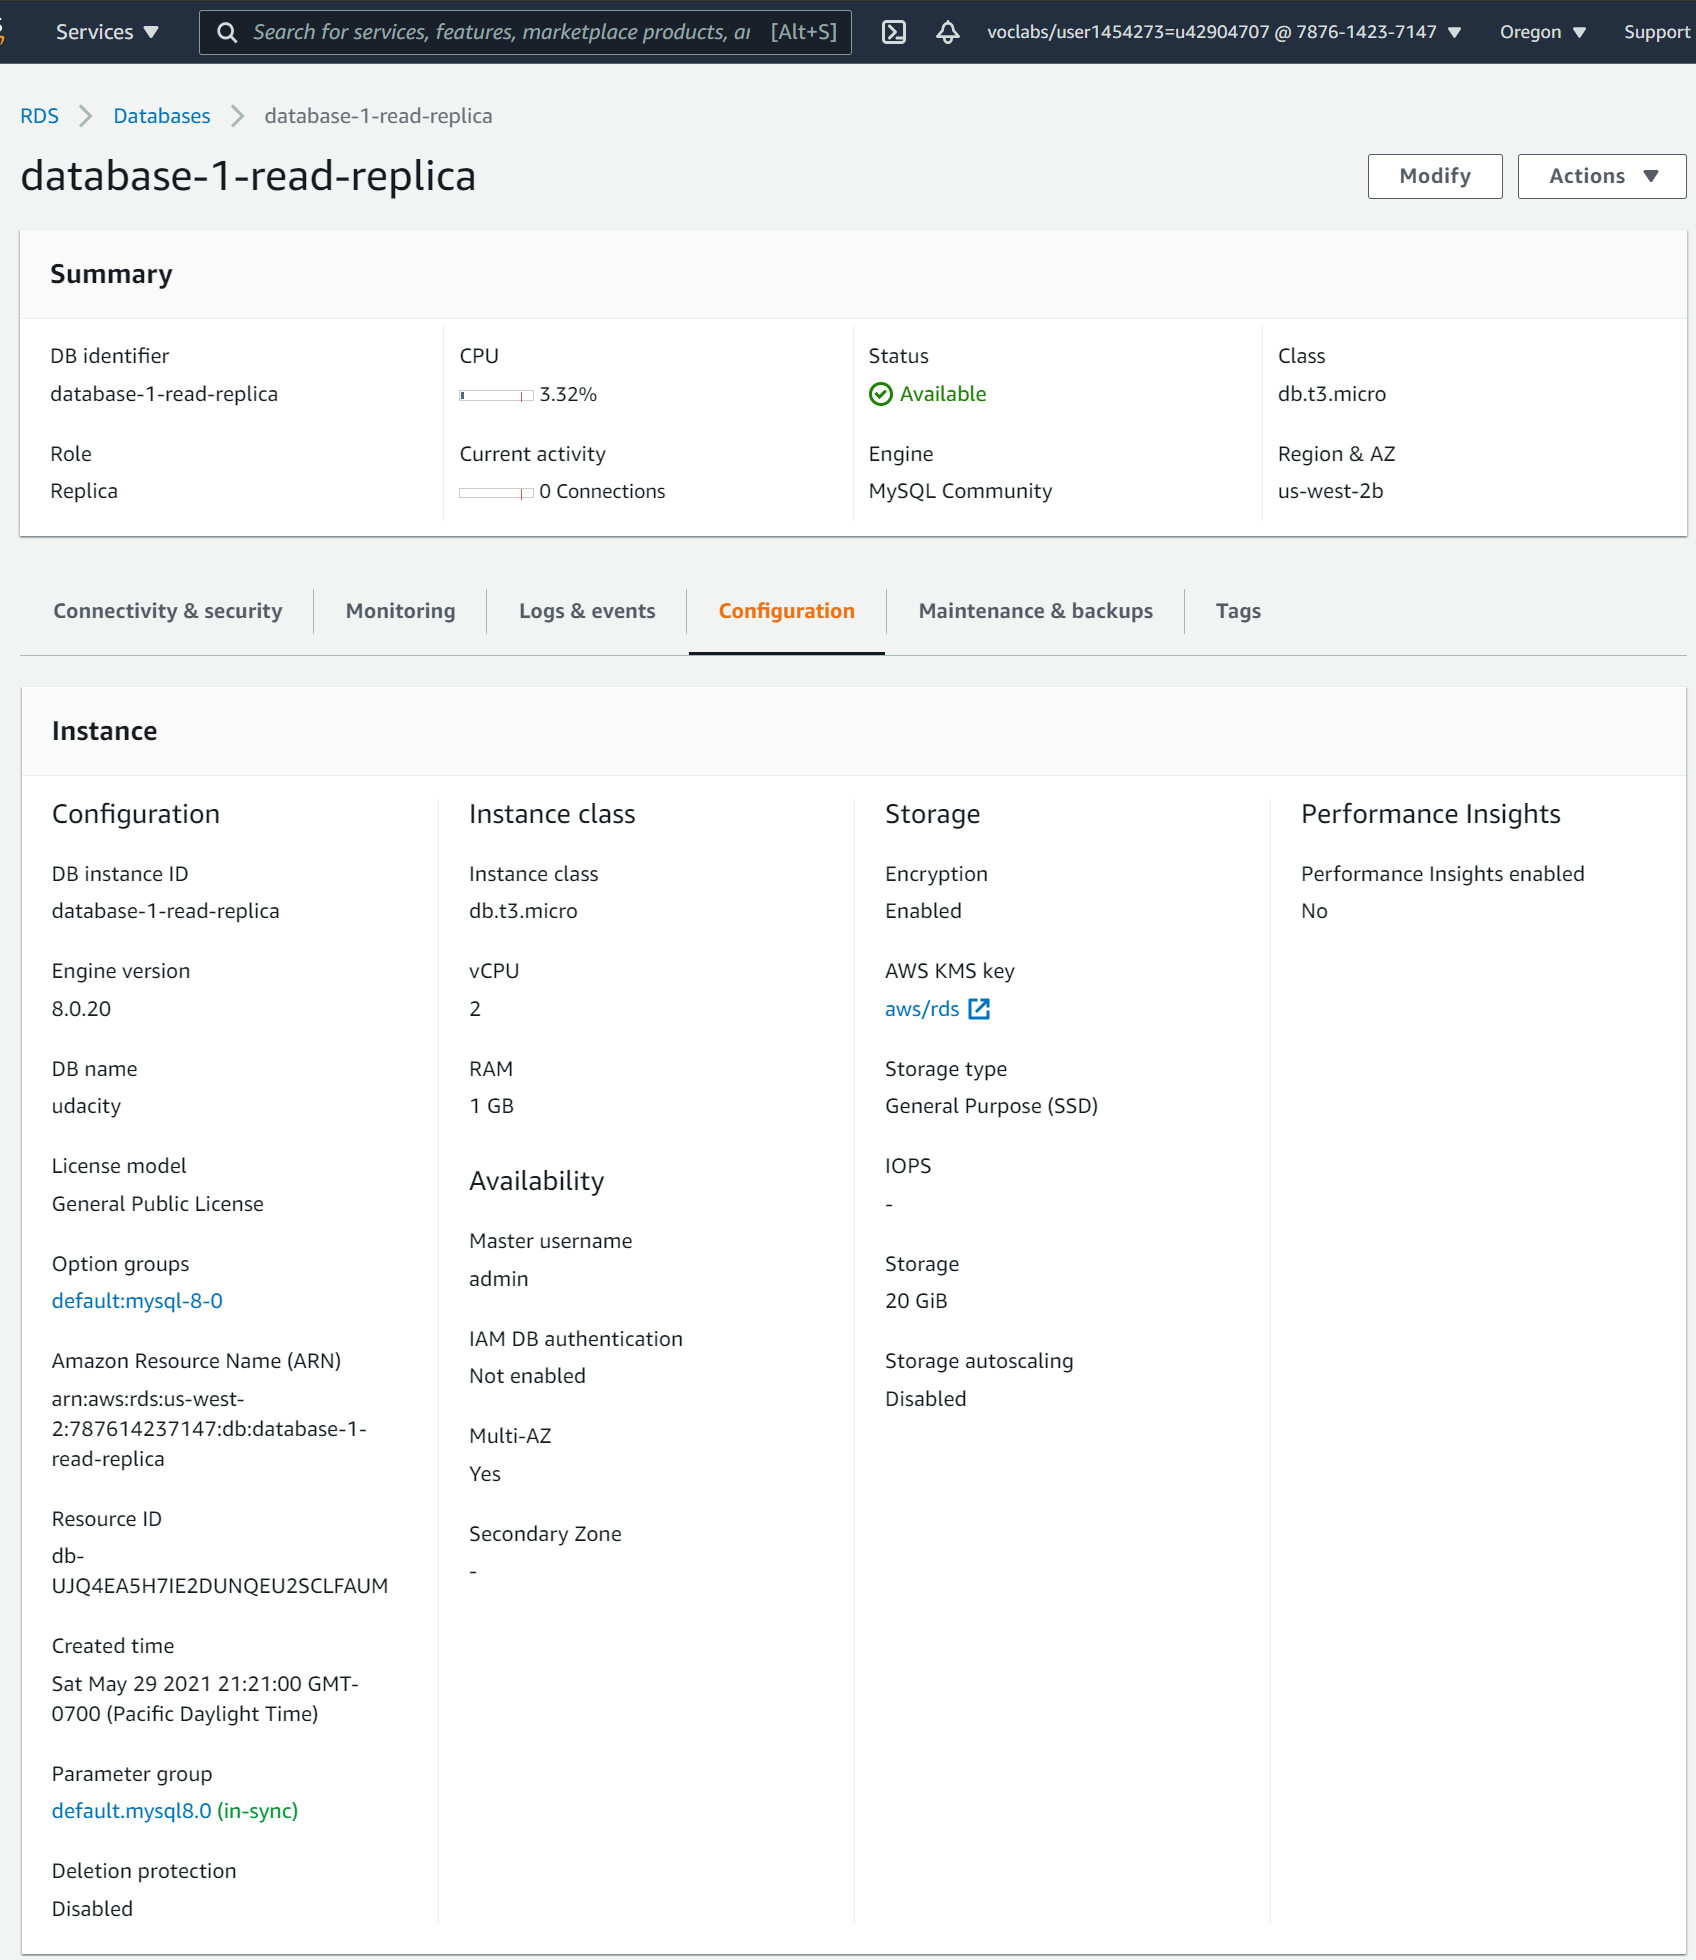 Services
Search for services, features, marketplace products, ar [Alt+S]
voclabs/user1454273=u42904707 @ 7876-1423-7147
Oregon
Support
RDS
Databases
database-1-read-replica
database-1-read-replica
Modify
Actions
Summary
DB identifier
database-1-read-replica
CPU
3.32%
Status
Available
Class
db.t3.micro
Role
Replica
Current activity
0 Connections
Engine
MySQL Community
Region & AZ
us-west-2b
Connectivity & security
Monitoring
Logs & events
Configuration
Maintenance & backups
Tags
Instance
Configuration
DB instance ID
database-1-read-replica
Engine version
8.0.20
DB name
udacity
License model
General Public License
Option groups
default:mysql-8-0
Amazon Resource Name (ARN)
arn:aws:rds:us-west-
2:787614237147:db:database-1-
read-replica
Resource ID
db-
UJQ4EA5H7IE2DUNQEU2SCLFAUM
Created time
Sat May 29 2021 21:21:00 GMT-
0700 (Pacific Daylight Time)
Parameter group
default.mysql8.0 (in-sync)
Deletion protection
Disabled
Instance class
Instance class
db.t3.micro
vCPU
2
RAM
1 GB
Availability
Master username
admin
IAM DB authentication
Not enabled
Multi-AZ
Yes
Secondary Zone
-
Storage
Encryption
Enabled
AWS KMS key
aws/rds
Storage type
General Purpose (SSD)
IOPS
-
Storage
20 GiB
Storage autoscaling
Disabled
Performance Insights
Performance Insights enabled
No